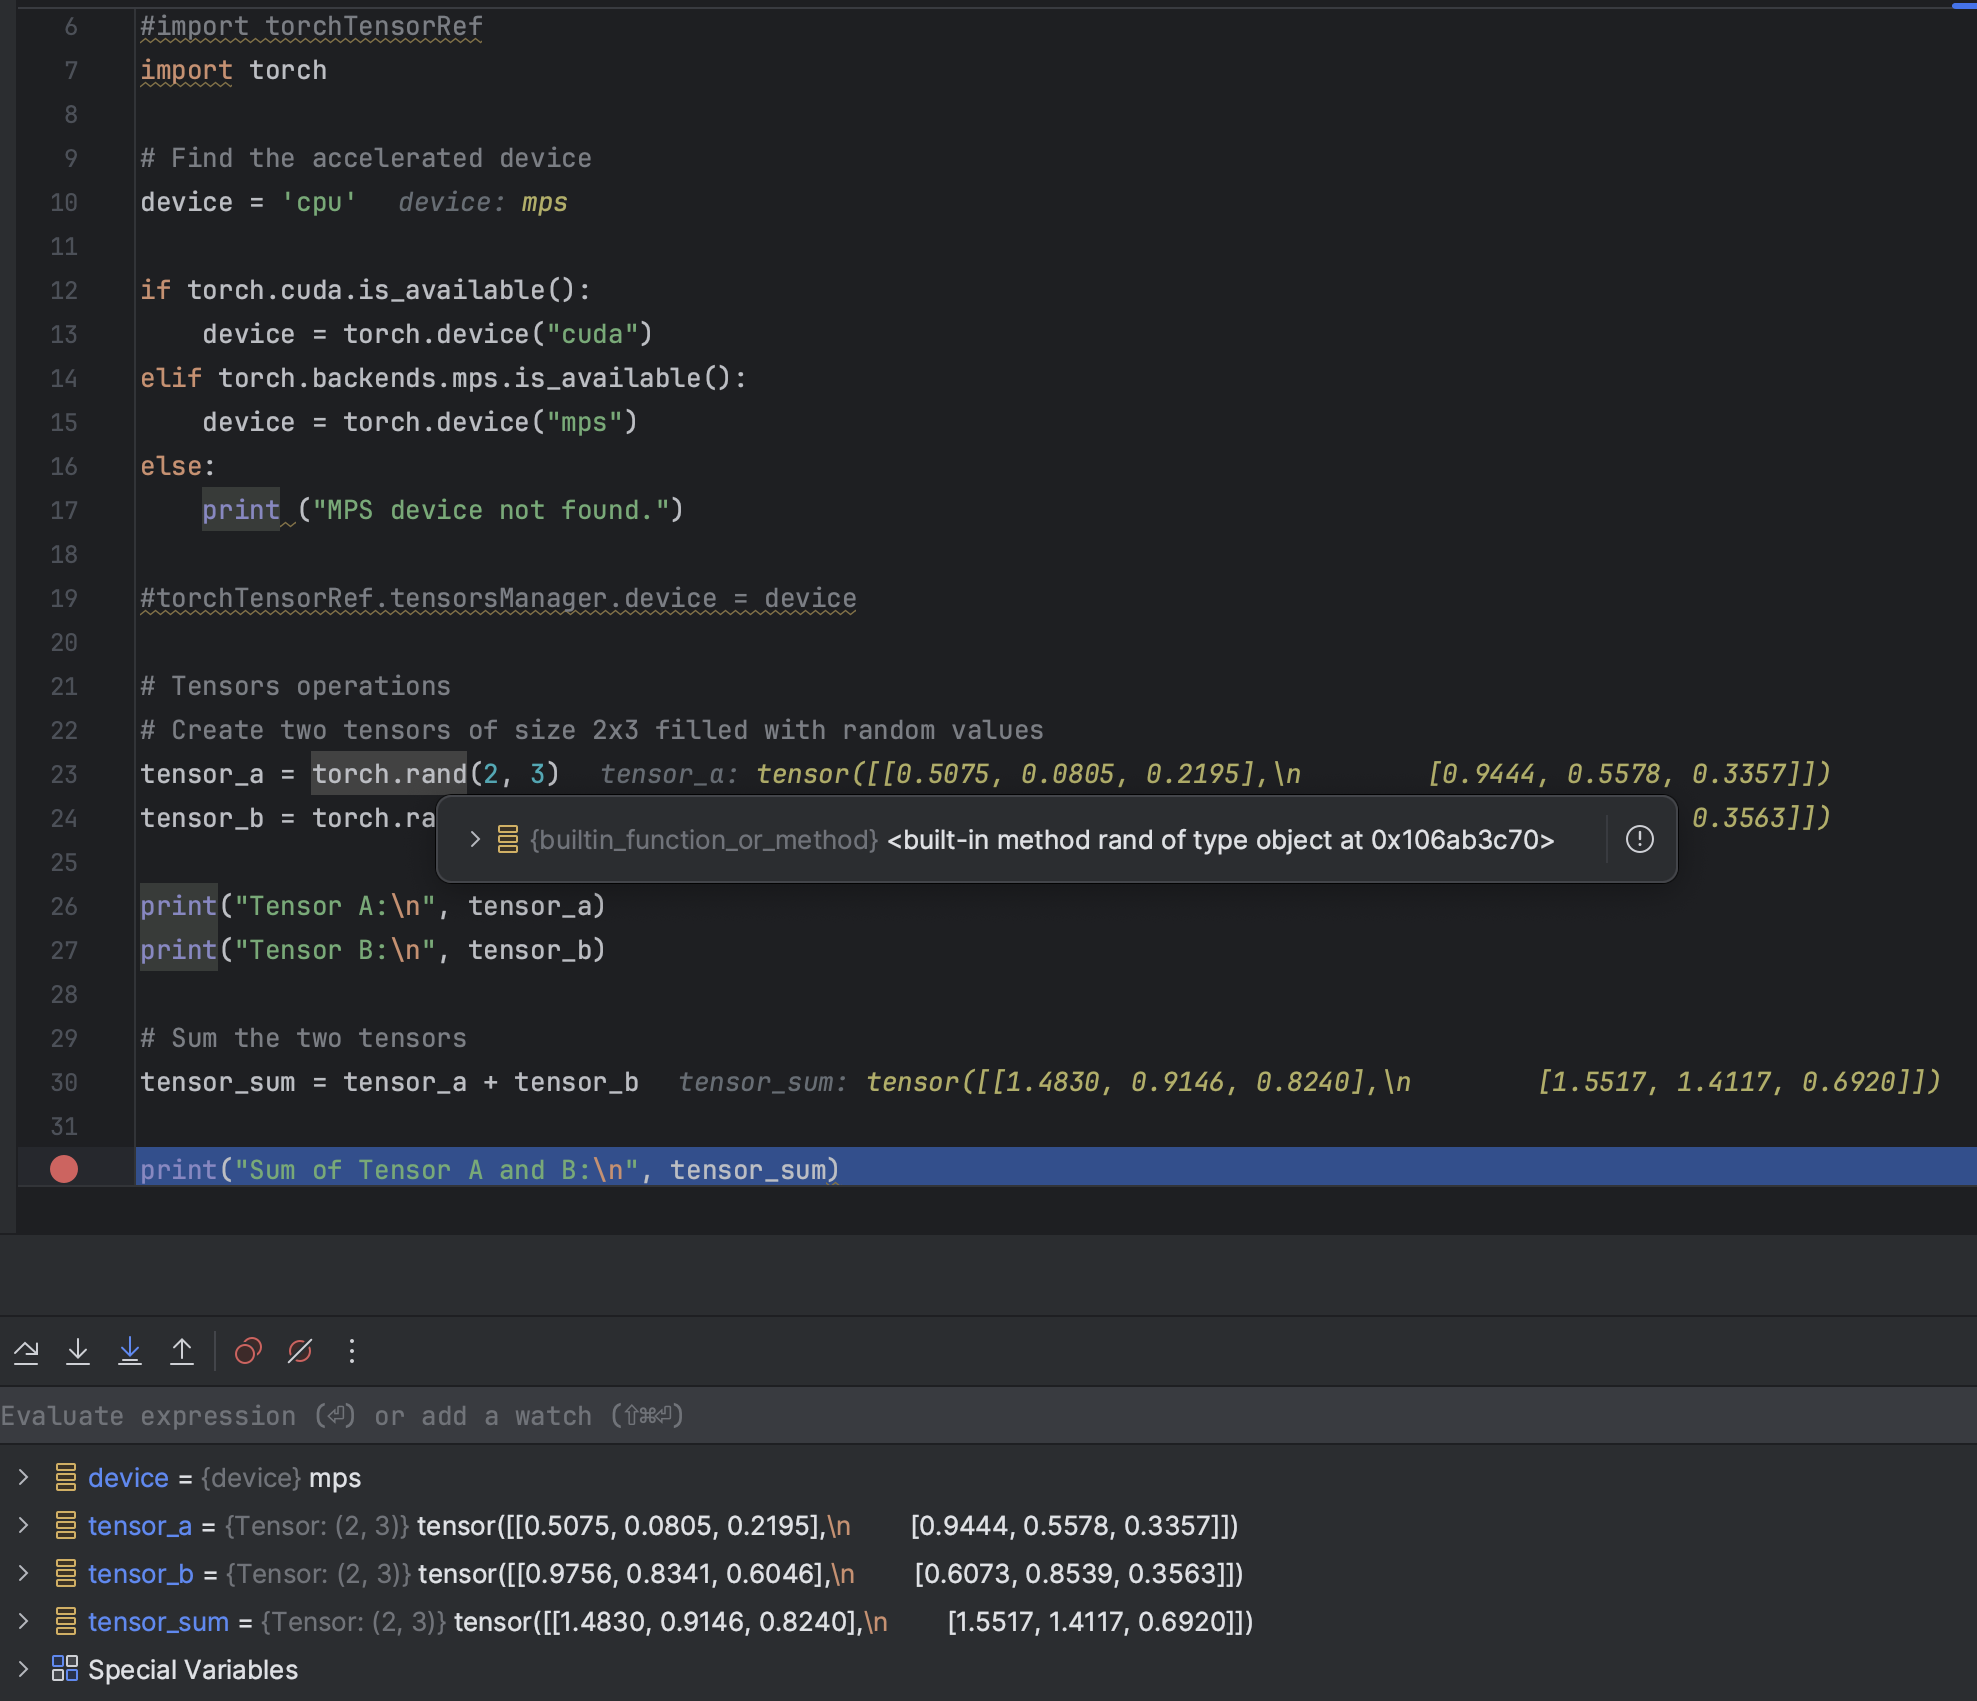 6 #import torchTensorRef
7 import torch
8
9 # Find the accelerated device
10 device = 'cpu' device: mps
11
12 if torch.cuda.is_available():
13 device = torch.device("cuda")
14 elif torch.backends.mps.is_available():
15 device = torch.device("mps")
16 else:
17 print ("MPS device not found.")
18
19 #torchTensorRef.tensorsManager.device = device
20
21 # Tensors operations
22 # Create two tensors of size 2x3 filled with random values
23 tensor_a = torch.rand(2, 3) tensor_a: tensor([[0.5075, 0.0805, 0.2195],\n [0.9444, 0.5578, 0.3357]])
24 tensor_b = torch.ra 0.3563]])
{builtin_function_or_method} <built-in method rand of type object at 0x106ab3c70>
25
26 print("Tensor A:\n", tensor_a)
27 print("Tensor B:\n", tensor_b)
28
29 # Sum the two tensors
30 tensor_sum = tensor_a + tensor_b tensor_sum: tensor([[1.4830, 0.9146, 0.8240],\n [1.5517, 1.4117, 0.6920]])
31
print("Sum of Tensor A and B:\n", tensor_sum)
Evaluate expression (⏎) or add a watch (⇧⌘⏎)
device = {device} mps
tensor_a = {Tensor: (2, 3)} tensor([[0.5075, 0.0805, 0.2195],\n [0.9444, 0.5578, 0.3357]])
tensor_b = {Tensor: (2, 3)} tensor([[0.9756, 0.8341, 0.6046],\n [0.6073, 0.8539, 0.3563]])
tensor_sum = {Tensor: (2, 3)} tensor([[1.4830, 0.9146, 0.8240],\n [1.5517, 1.4117, 0.6920]])
Special Variables